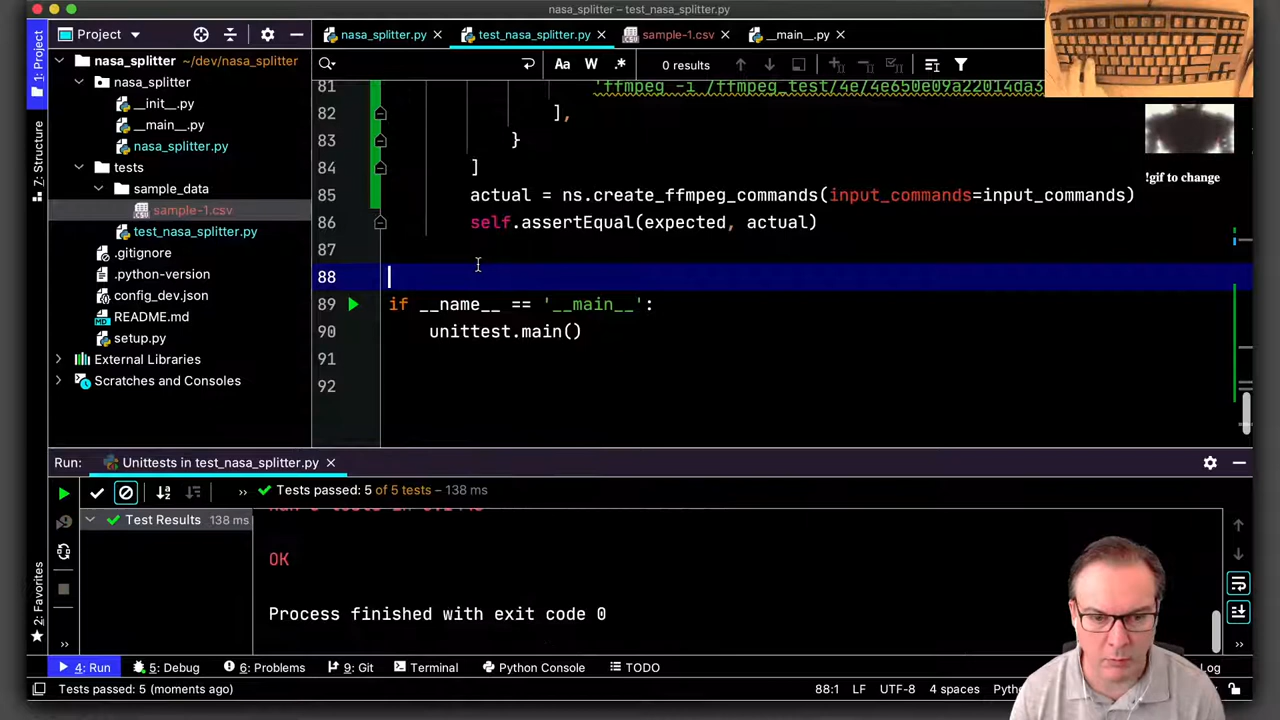 nasa_splitter – test_nasa_splitter.py
Project
nasa_splitter.py
test_nasa_splitter.py
sample-1.csv
__main__.py
Aa W .* 0 results
1: Project
7: Structure
2: Favorites
nasa_splitter ~/dev/nasa_splitter
nasa_splitter
__init__.py
__main__.py
nasa_splitter.py
tests
sample_data
sample-1.csv
test_nasa_splitter.py
.gitignore
.python-version
config_dev.json
README.md
setup.py
External Libraries
Scratches and Consoles
81 'ffmpeg -i /ffmpeg_test/4e/4e650e09a22014da3
82 ],
83 }
84 ]
85 actual = ns.create_ffmpeg_commands(input_commands=input_commands)
86 self.assertEqual(expected, actual)
87
88
89 if __name__ == '__main__':
90 unittest.main()
91
92
!gif to change
Run: Unittests in test_nasa_splitter.py
Tests passed: 5 of 5 tests – 138 ms
Test Results 138 ms
OK
Process finished with exit code 0
4: Run 5: Debug 6: Problems 9: Git Terminal Python Console TODO
Log
Tests passed: 5 (moments ago)
88:1 LF UTF-8 4 spaces